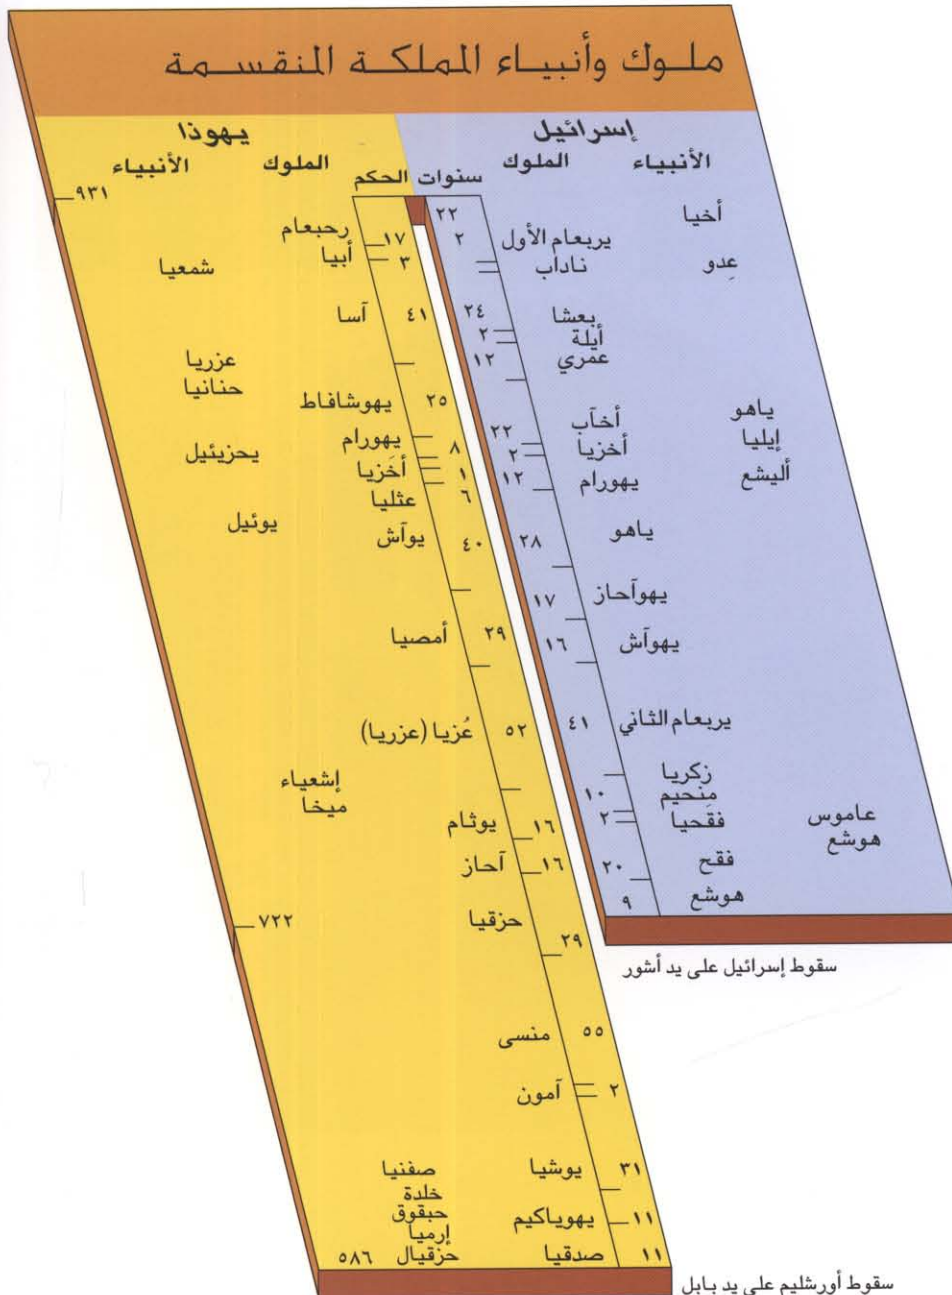 ملوك وأنبياء المملكة المنقسمة
إسرائيل
الأنبياء الملوك سنوات
أخيا ٢٢
يربعام الأول ٢
عِدو ناداب
بعشا ٢٤
أيلة ٢
عمري ١٢
ياهو أخآب ٢٢
إيليا أخزيا ٢
أليشع يهورام ١٢
ياهو ٢٨
يهوآحاز ١٧
يهوآش ١٦
يربعام الثاني ٤١
زكريا
منحيم ١٠
عاموس فقحيا ٢
هوشع
فقح ٢٠
هوشع ٩
سقوط إسرائيل على يد أشور
يهوذا
الحكم الملوك الأنبياء
٩٣١
١٧ رحبعام
٣ أبيا شمعيا
٤١ آسا
عزريا
حنانيا
٢٥ يهوشافاط
٨ يهورام يحزيئيل
١ أخَزيا
٦ عثليا
٤٠ يوآش يوئيل
٢٩ أمصيا
٥٢ عُزيا (عزريا)
إشعياء
ميخا
١٦ يوثام
١٦ آحاز
٢٩ حزقيا ٧٢٢
٥٥ منسى
٢ آمون
٣١ يوشيا صفنيا
خلدة
١١ يهوياكيم حبقوق
إرميا
١١ صدقيا حزقيال ٥٨٦
سقوط أورشليم على يد بابل